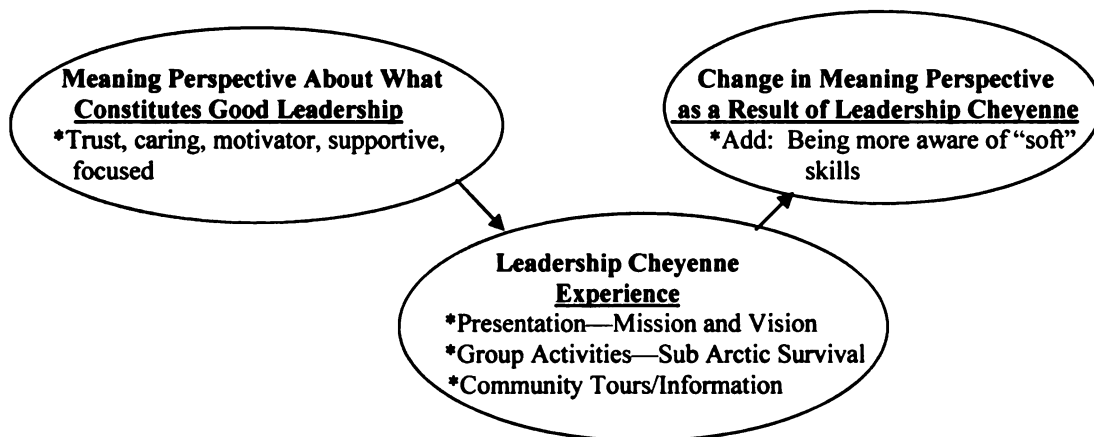 Meaning Perspective About What
Constitutes Good Leadership
*Trust, caring, motivator, supportive,
focused
Change in Meaning Perspective
as a Result of Leadership Cheyenne
*Add: Being more aware of “soft”
skills
Leadership Cheyenne
Experience
*Presentation—Mission and Vision
*Group Activities—Sub Arctic Survival
*Community Tours/Information